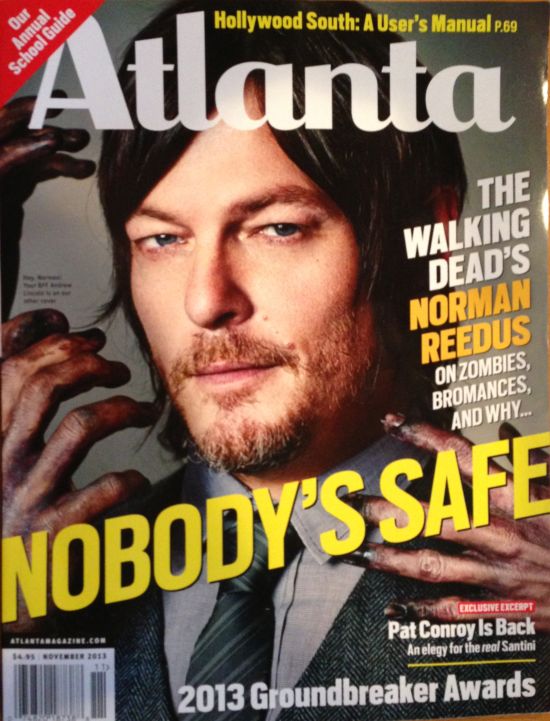 Our
Annual
School Guide
Hollywood South: A User's Manual P.69
Atlanta
THE
WALKING
DEAD'S
NORMAN
REEDUS
ON ZOMBIES,
BROMANCES,
AND WHY...
Hey, Norman!
Your BFF Andrew
Lincoln is on our
other cover
NOBODY'S SAFE
EXCLUSIVE EXCERPT
Pat Conroy Is Back
An elegy for the real Santini
2013 Groundbreaker Awards
ATLANTAMAGAZINE.COM
$4.95 | NOVEMBER 2013
11>